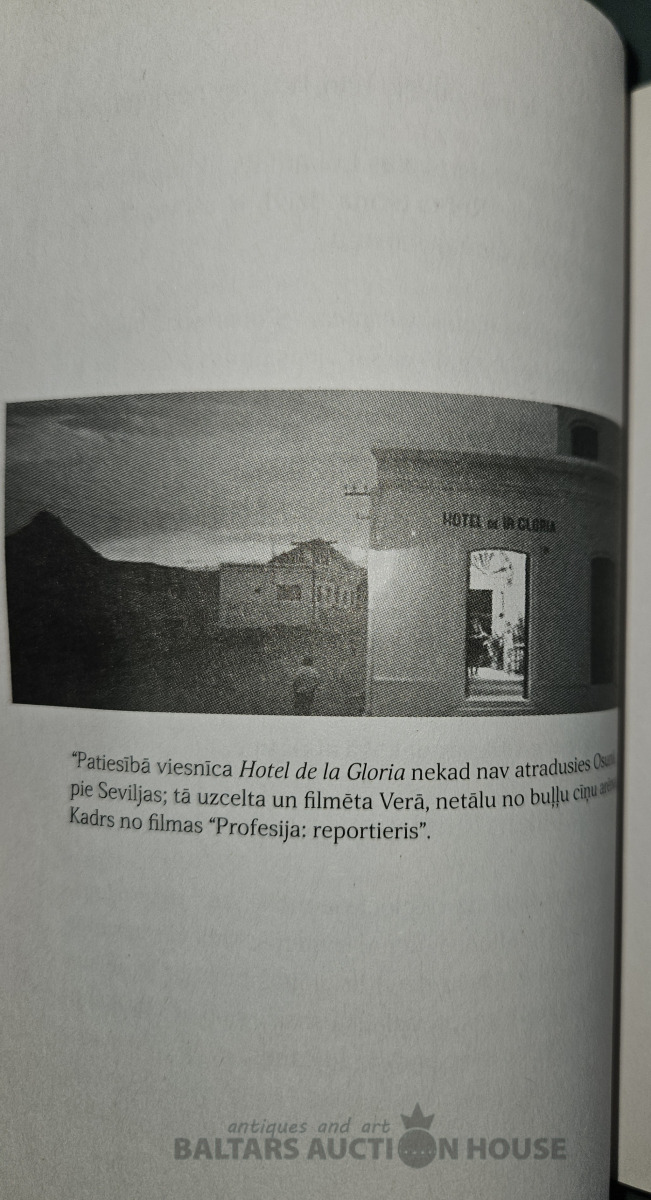 HOTEL DE LA GLORIA
"Patiesībā viesnīca Hotel de la Gloria nekad nav atradusies
pie Seviljas; tā uzcelta un filmēta Verā, netālu no buļļu cīņu
Kadrs no filmas "Profesija: reportieris".
antiques and art
BALTARS AUCTION HOUSE